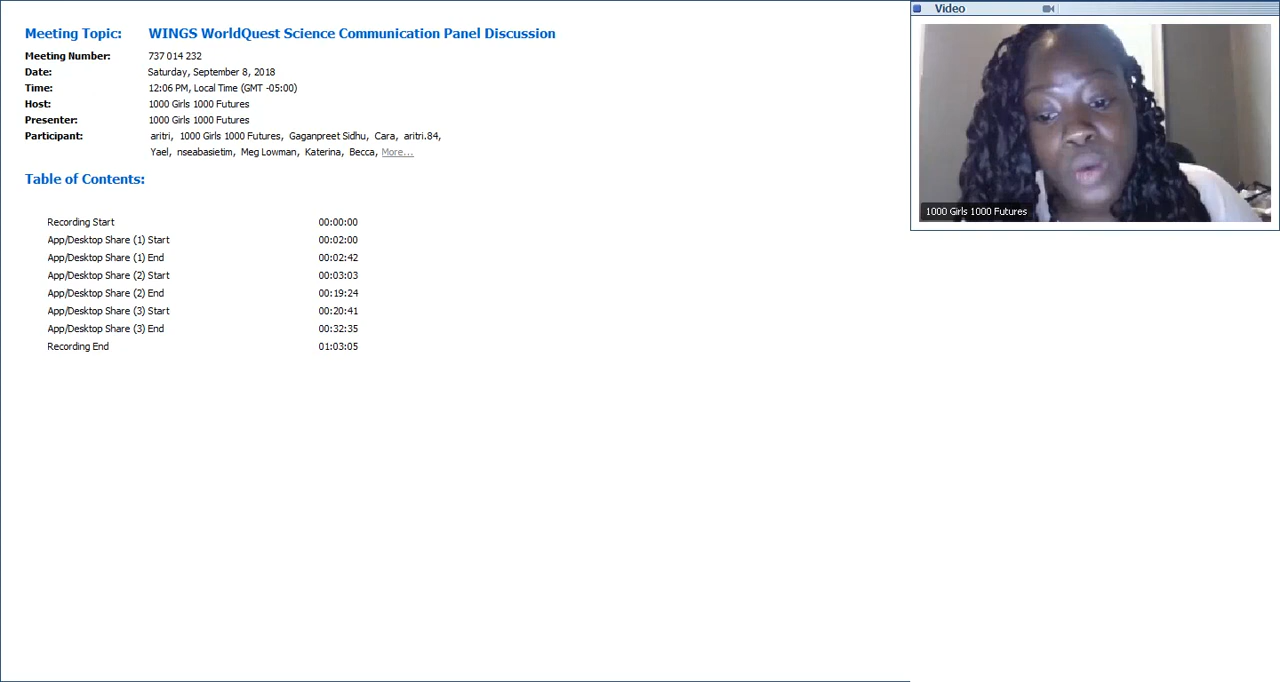 Meeting Topic: WINGS WorldQuest Science Communication Panel Discussion
Meeting Number: 737 014 232
Date: Saturday, September 8, 2018
Time: 12:06 PM, Local Time (GMT -05:00)
Host: 1000 Girls 1000 Futures
Presenter: 1000 Girls 1000 Futures
Participant: aritri, 1000 Girls 1000 Futures, Gaganpreet Sidhu, Cara, aritri.84,
Yael, nseabasietim, Meg Lowman, Katerina, Becca, More...
Table of Contents:
Recording Start 00:00:00
App/Desktop Share (1) Start 00:02:00
App/Desktop Share (1) End 00:02:42
App/Desktop Share (2) Start 00:03:03
App/Desktop Share (2) End 00:19:24
App/Desktop Share (3) Start 00:20:41
App/Desktop Share (3) End 00:32:35
Recording End 01:03:05
Video
1000 Girls 1000 Futures